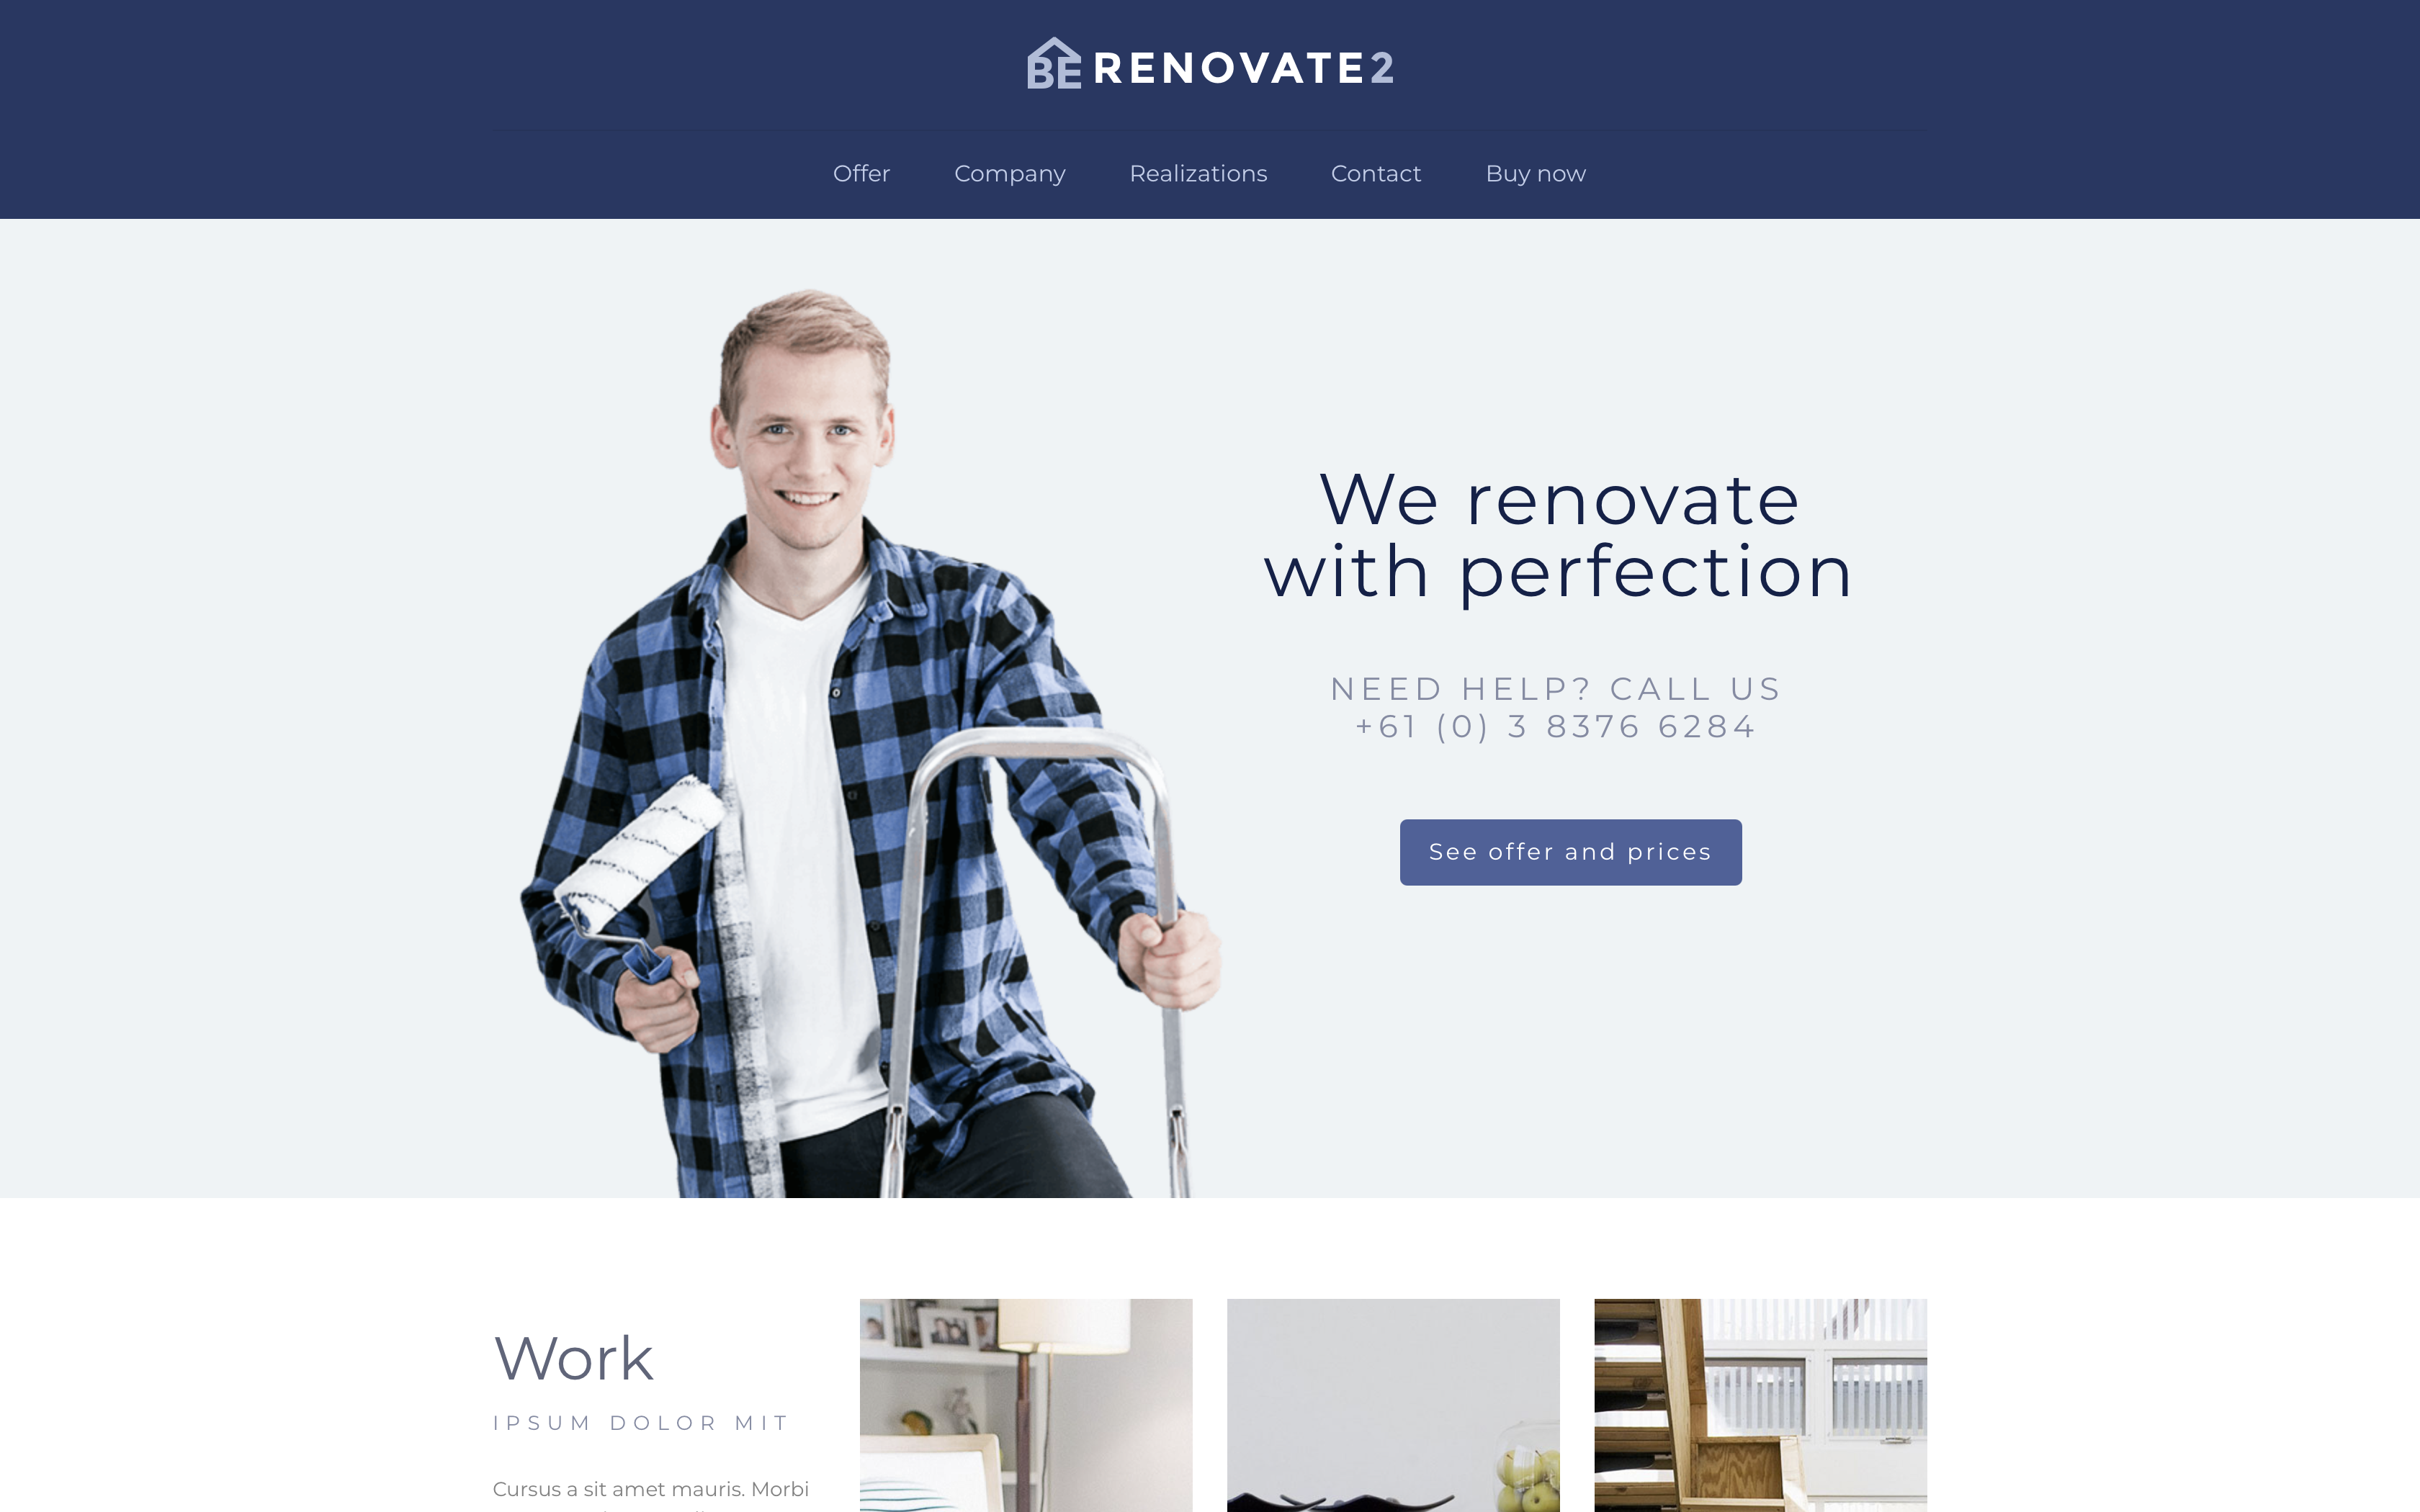 BE RENOVATE2
Offer Company Realizations Contact Buy now
We renovate
with perfection
NEED HELP? CALL US
+61 (0) 3 8376 6284
See offer and prices
Work
IPSUM DOLOR MIT
Cursus a sit amet mauris. Morbi